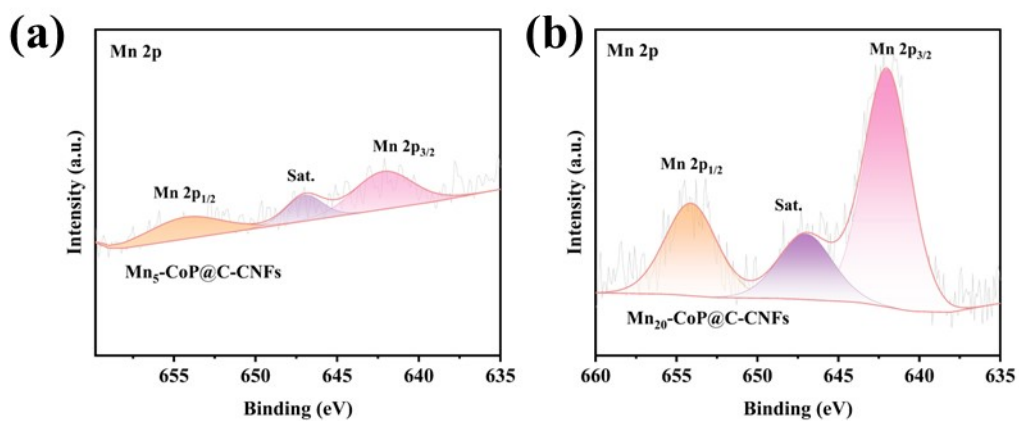 (a)
Mn 2p
Mn 2p₃/₂
Sat.
Mn 2p₁/₂
Mn₅-CoP@C-CNFs
Intensity (a.u.)
655 650 645 640 635
Binding (eV)
(b)
Mn 2p
Mn 2p₃/₂
Mn 2p₁/₂
Sat.
Mn₂₀-CoP@C-CNFs
Intensity (a.u.)
660 655 650 645 640 635
Binding (eV)